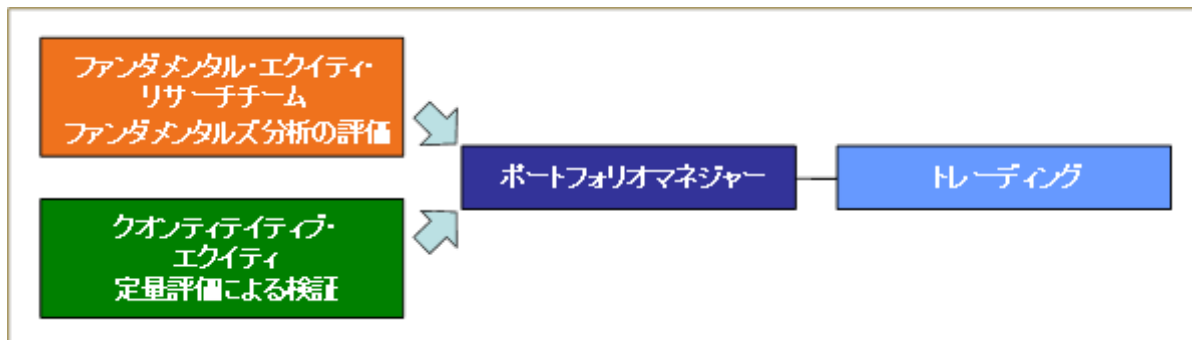 ファンダメンタル・エクイティ・
リサーチチーム
ファンダメンタルズ分析の評価
クオンティテイティブ・
エクイティ
定量評価による検証
ポートフォリオマネジャー
トレーディング